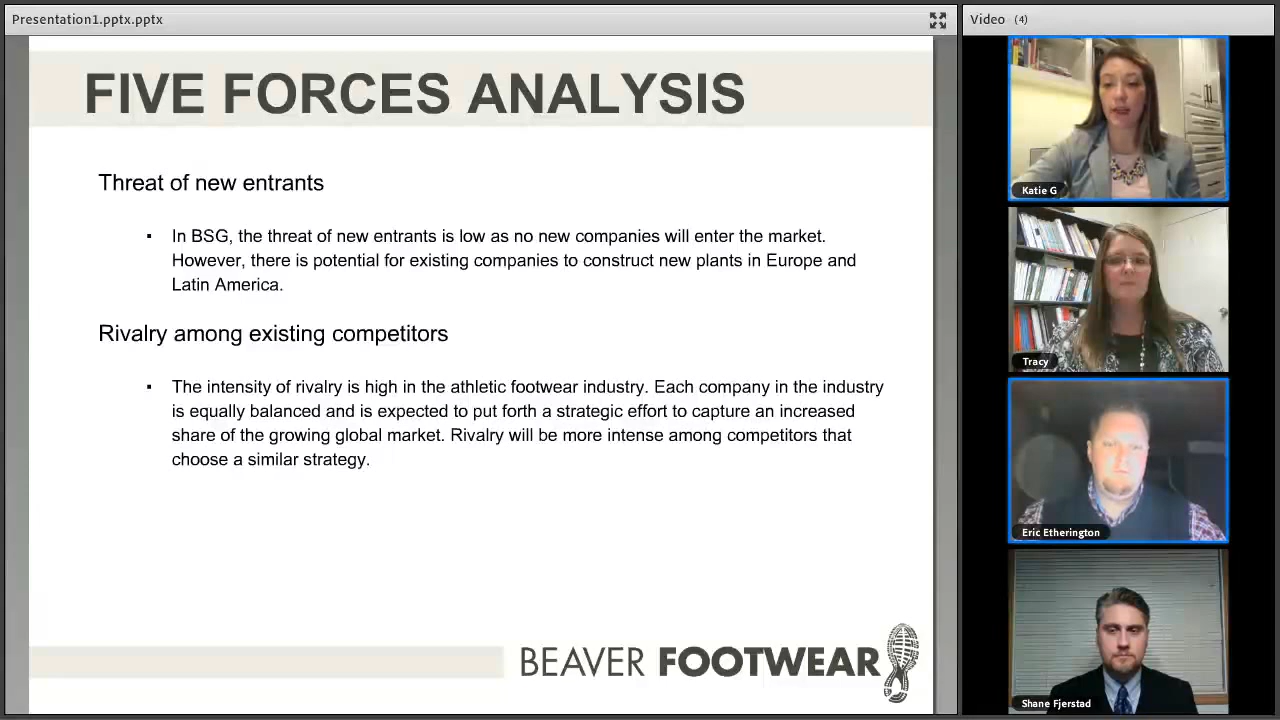 Presentation1.pptx.pptx
Video (4)
FIVE FORCES ANALYSIS
Threat of new entrants
▪ In BSG, the threat of new entrants is low as no new companies will enter the market.
However, there is potential for existing companies to construct new plants in Europe and
Latin America.
Rivalry among existing competitors
▪ The intensity of rivalry is high in the athletic footwear industry. Each company in the industry
is equally balanced and is expected to put forth a strategic effort to capture an increased
share of the growing global market. Rivalry will be more intense among competitors that
choose a similar strategy.
BEAVER FOOTWEAR
Katie G
Tracy
Eric Etherington
Shane Fjerstad